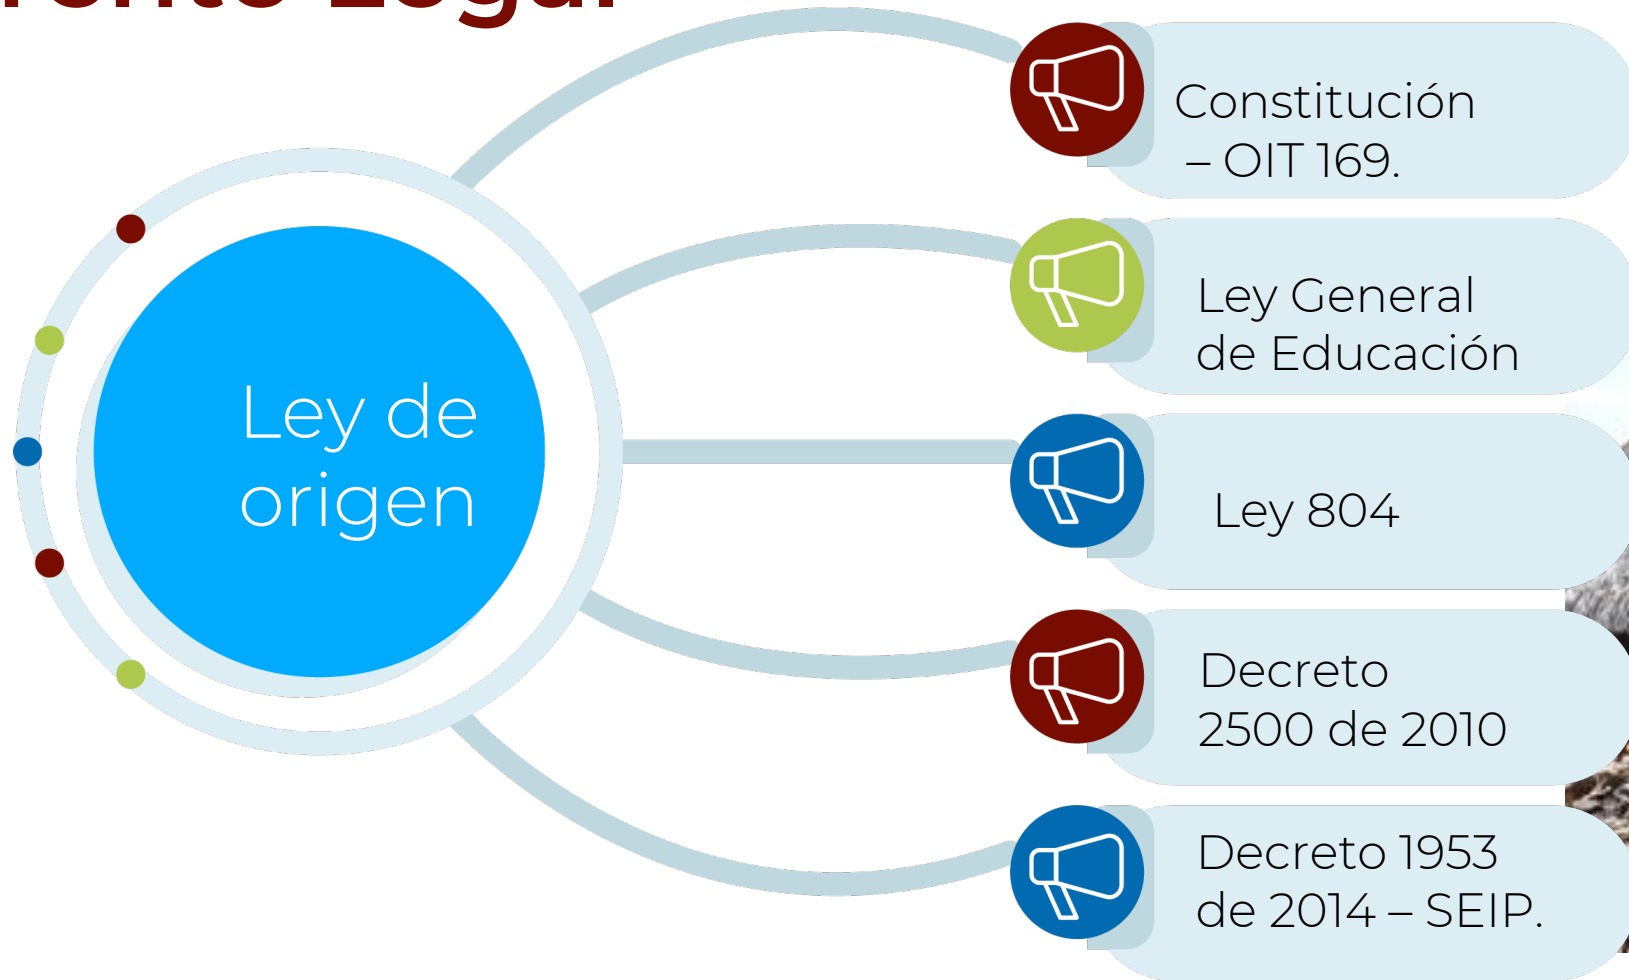 Legal
Ley de
origen
Constitución
– OIT 169.
Ley General
de Educación
Ley 804
Decreto
2500 de 2010
Decreto 1953
de 2014 – SEIP.